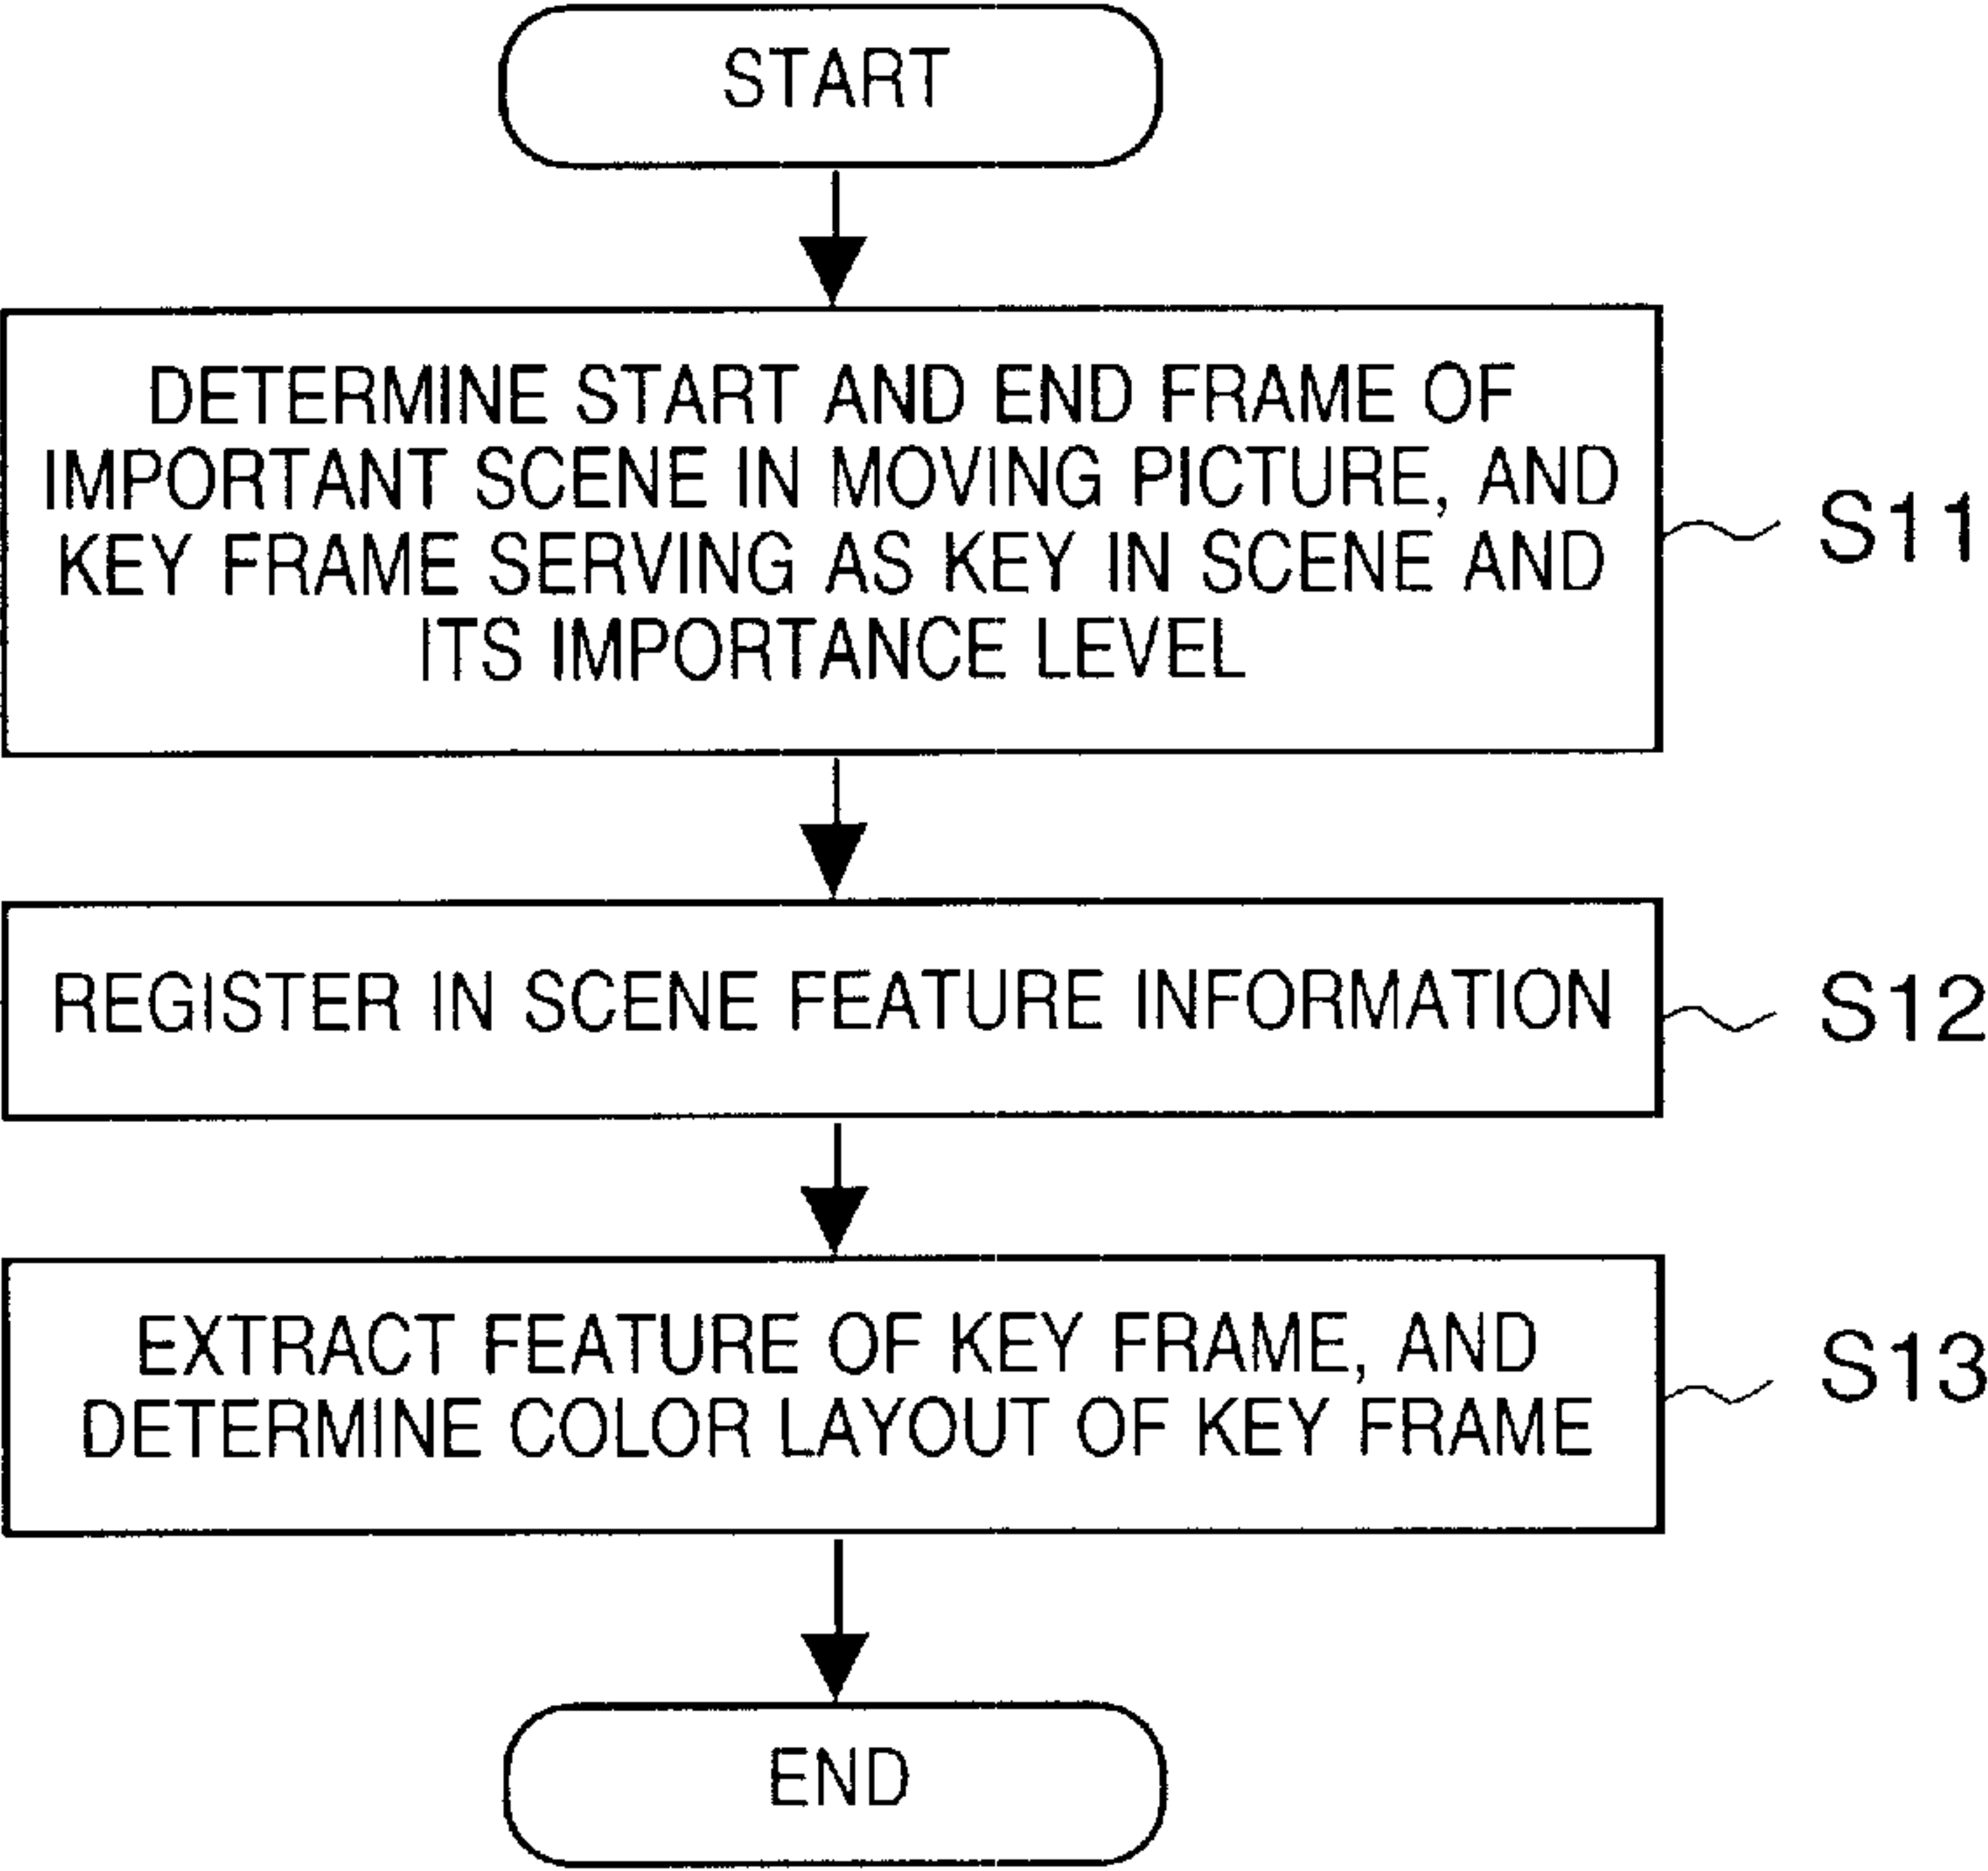 START
DETERMINE START AND END FRAME OF
IMPORTANT SCENE IN MOVING PICTURE, AND
KEY FRAME SERVING AS KEY IN SCENE AND
ITS IMPORTANCE LEVEL
S11
REGISTER IN SCENE FEATURE INFORMATION
S12
EXTRACT FEATURE OF KEY FRAME, AND
DETERMINE COLOR LAYOUT OF KEY FRAME
S13
END